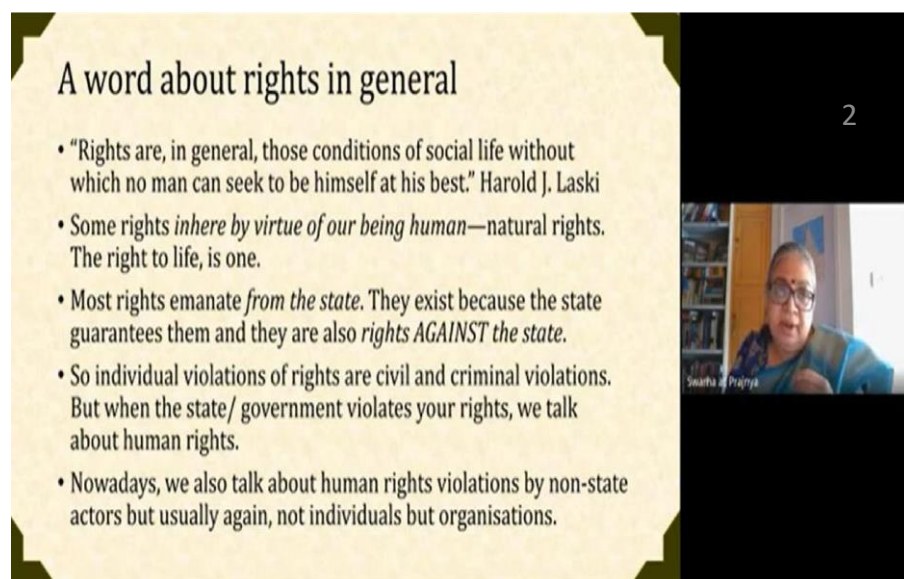 A word about rights in general
• “Rights are, in general, those conditions of social life without
which no man can seek to be himself at his best.” Harold J. Laski
• Some rights inhere by virtue of our being human—natural rights.
The right to life, is one.
• Most rights emanate from the state. They exist because the state
guarantees them and they are also rights AGAINST the state.
• So individual violations of rights are civil and criminal violations.
But when the state/ government violates your rights, we talk
about human rights.
• Nowadays, we also talk about human rights violations by non-state
actors but usually again, not individuals but organisations.
2
Swarna at Prajnya